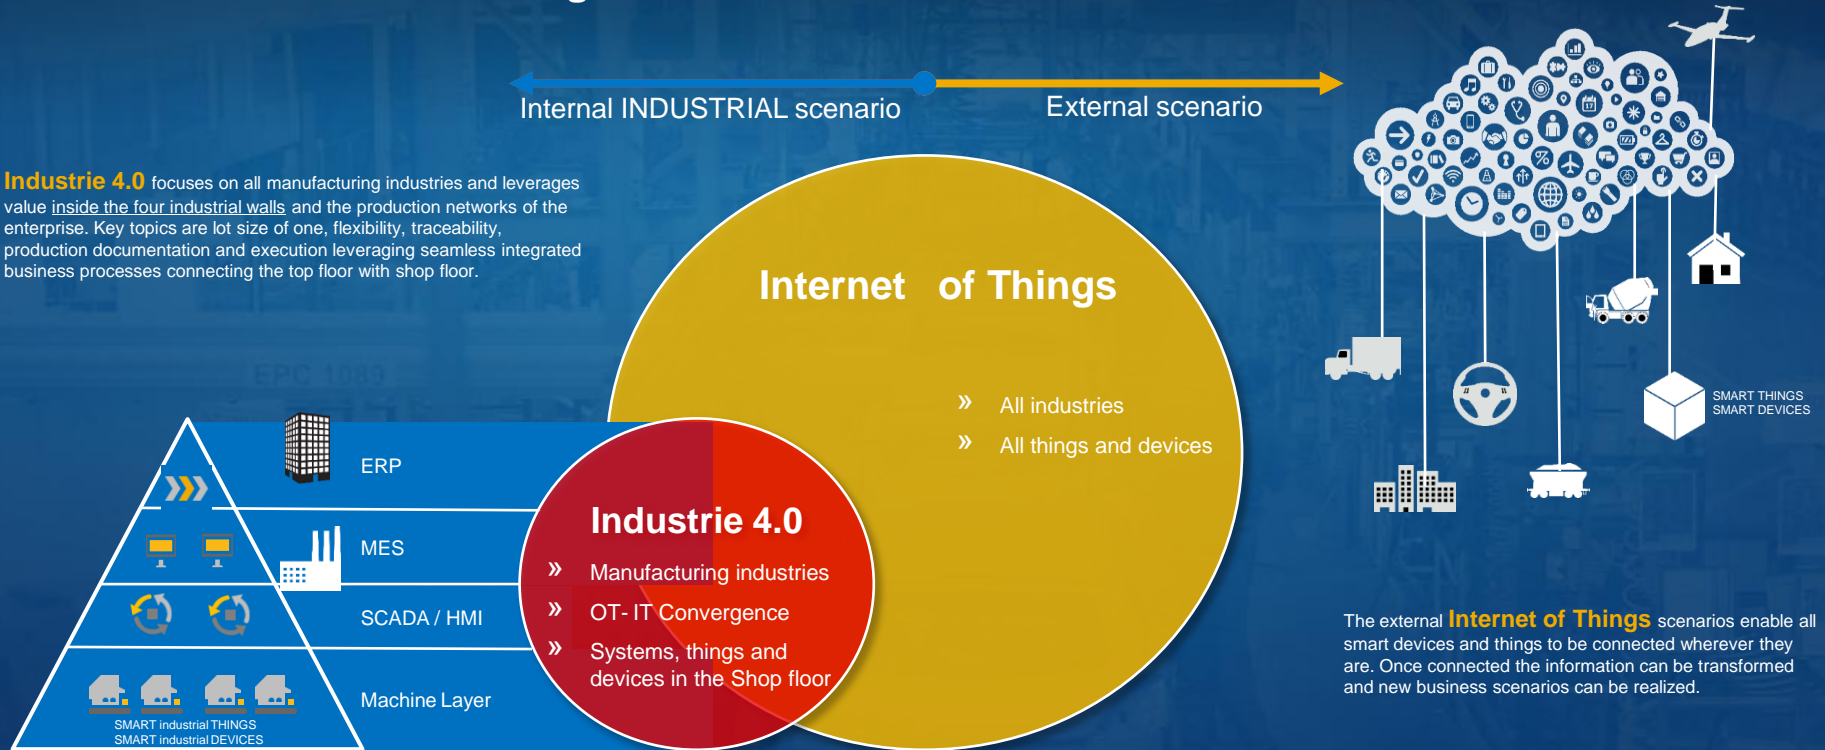 Internal INDUSTRIAL scenario
External scenario
Industrie 4.0 focuses on all manufacturing industries and leverages
value inside the four industrial walls and the production networks of the
enterprise. Key topics are lot size of one, flexibility, traceability,
production documentation and execution leveraging seamless integrated
business processes connecting the top floor with shop floor.
Internet of Things
» All industries
» All things and devices
EPC 1089
ERP
MES
SCADA / HMI
Machine Layer
SMART industrial THINGS
SMART industrial DEVICES
Industrie 4.0
» Manufacturing industries
» OT- IT Convergence
» Systems, things and
devices in the Shop floor
17
%
SMART THINGS
SMART DEVICES
The external Internet of Things scenarios enable all
smart devices and things to be connected wherever they
are. Once connected the information can be transformed
and new business scenarios can be realized.